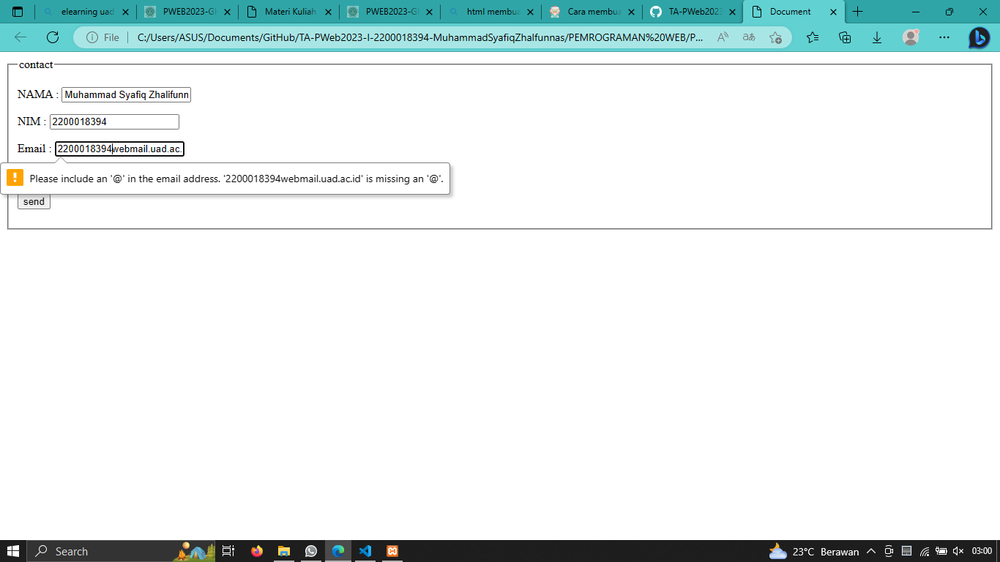 elearning uad
PWEB2023-G
Materi Kuliah
PWEB2023-G
html membua
Cara membua
TA-PWeb2023
Document
File
C:/Users/ASUS/Documents/GitHub/TA-PWeb2023-I-2200018394-MuhammadSyafiqZhalfunnas/PEMROGRAMAN%20WEB/P...
contact
NAMA : Muhammad Syafiq Zhalifunn
NIM : 2200018394
Email : 2200018394webmail.uad.ac.
Please include an '@' in the email address. '2200018394webmail.uad.ac.id' is missing an '@'.
send
Search
23°C Berawan
03:00